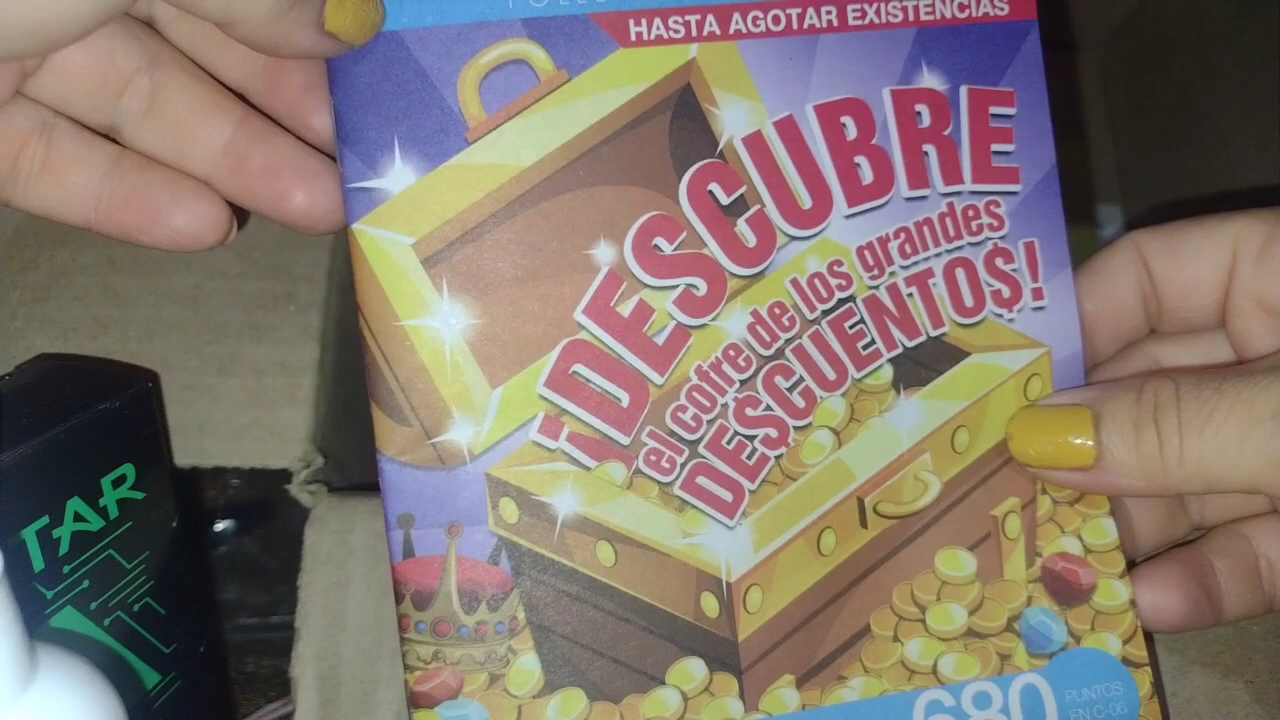 HASTA AGOTAR EXISTENCIAS
¡DESCUBRE
el cofre de los grandes
DE$CUENTO$!
680 PUNTOS
EN C-06
TAR